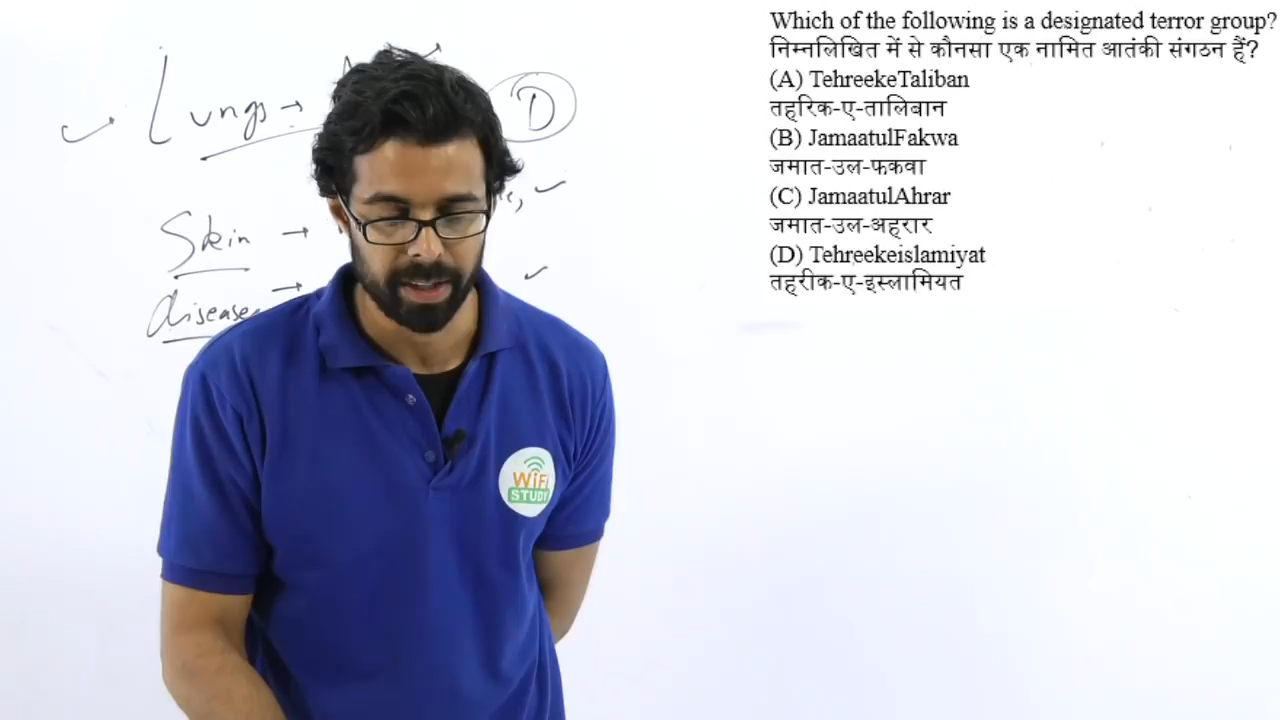 Which of the following is a designated terror group?
निम्नलिखित में से कौनसा एक नामित आतंकी संगठन हैं?
(A) TehreekeTaliban
तहरिक-ए-तालिबान
(B) JamaatulFakwa
जमात-उल-फकवा
(C) JamaatulAhrar
जमात-उल-अहरार
(D) Tehreekeislamiyat
तहरीक-ए-इस्लामियत
Lungs →
D
Skin →
disease →
WiFi
STUDY